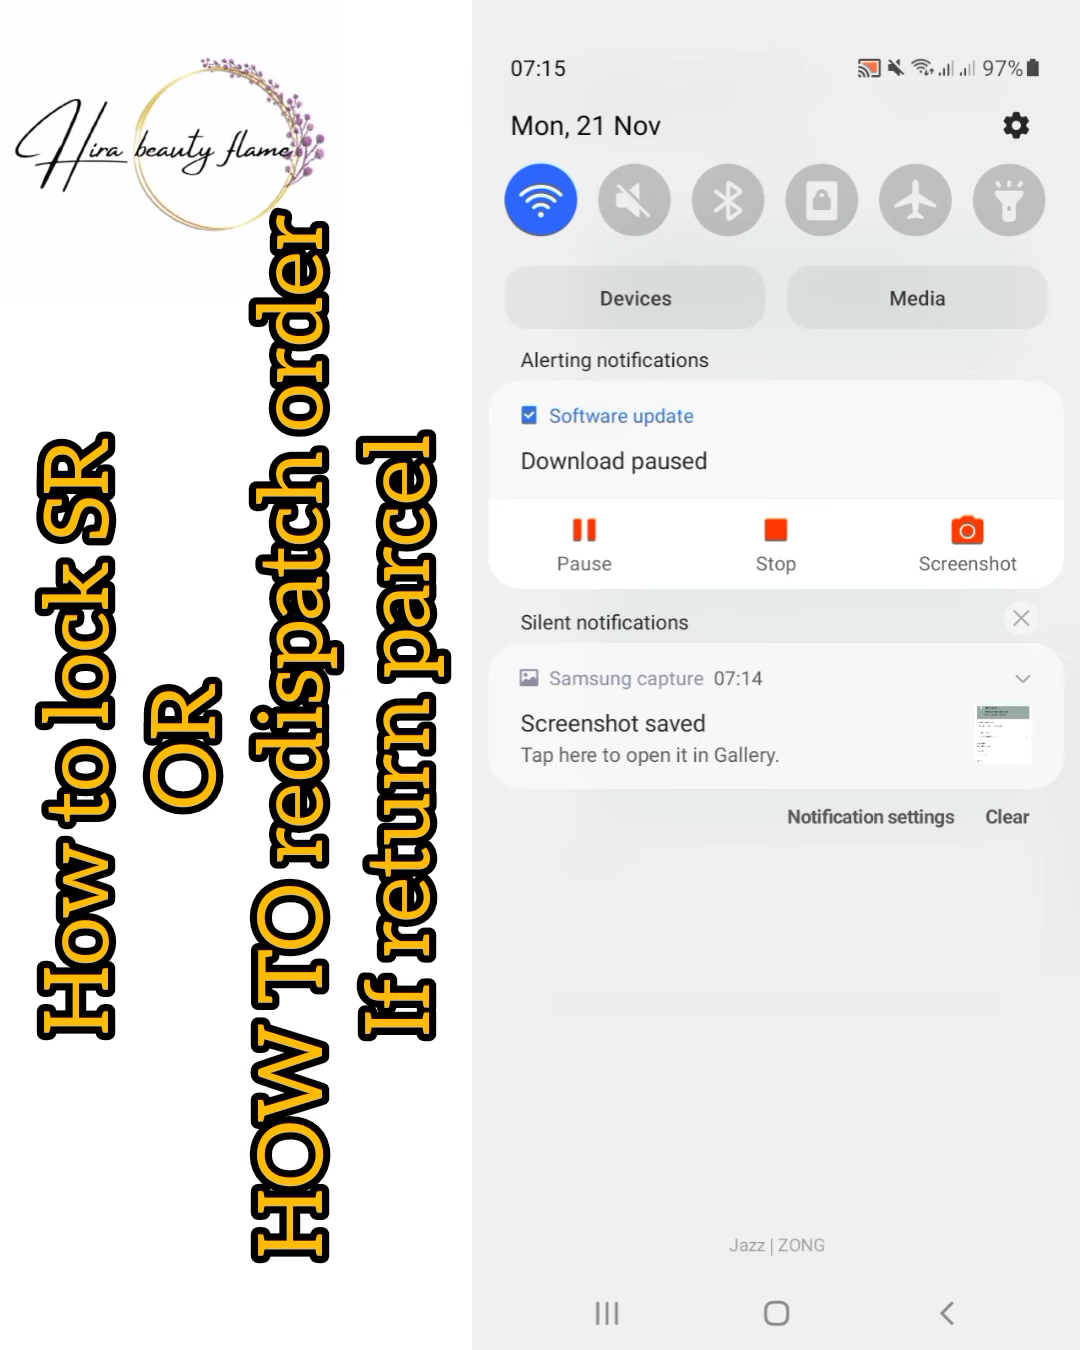 Hira beauty flame
How to lock SR
OR
HOW TO redispatch order
If return parcel
07:15
97%
Mon, 21 Nov
Devices
Media
Alerting notifications
Software update
Download paused
Pause
Stop
Screenshot
Silent notifications
Samsung capture 07:14
Screenshot saved
Tap here to open it in Gallery.
Notification settings
Clear
Jazz | ZONG